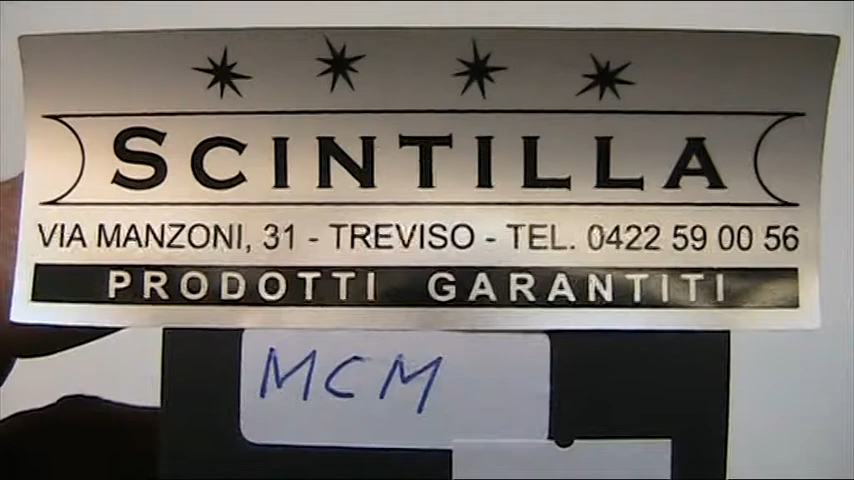 SCINTILLA
VIA MANZONI, 31 - TREVISO - TEL. 0422 59 00 56
PRODOTTI GARANTITI
MCM